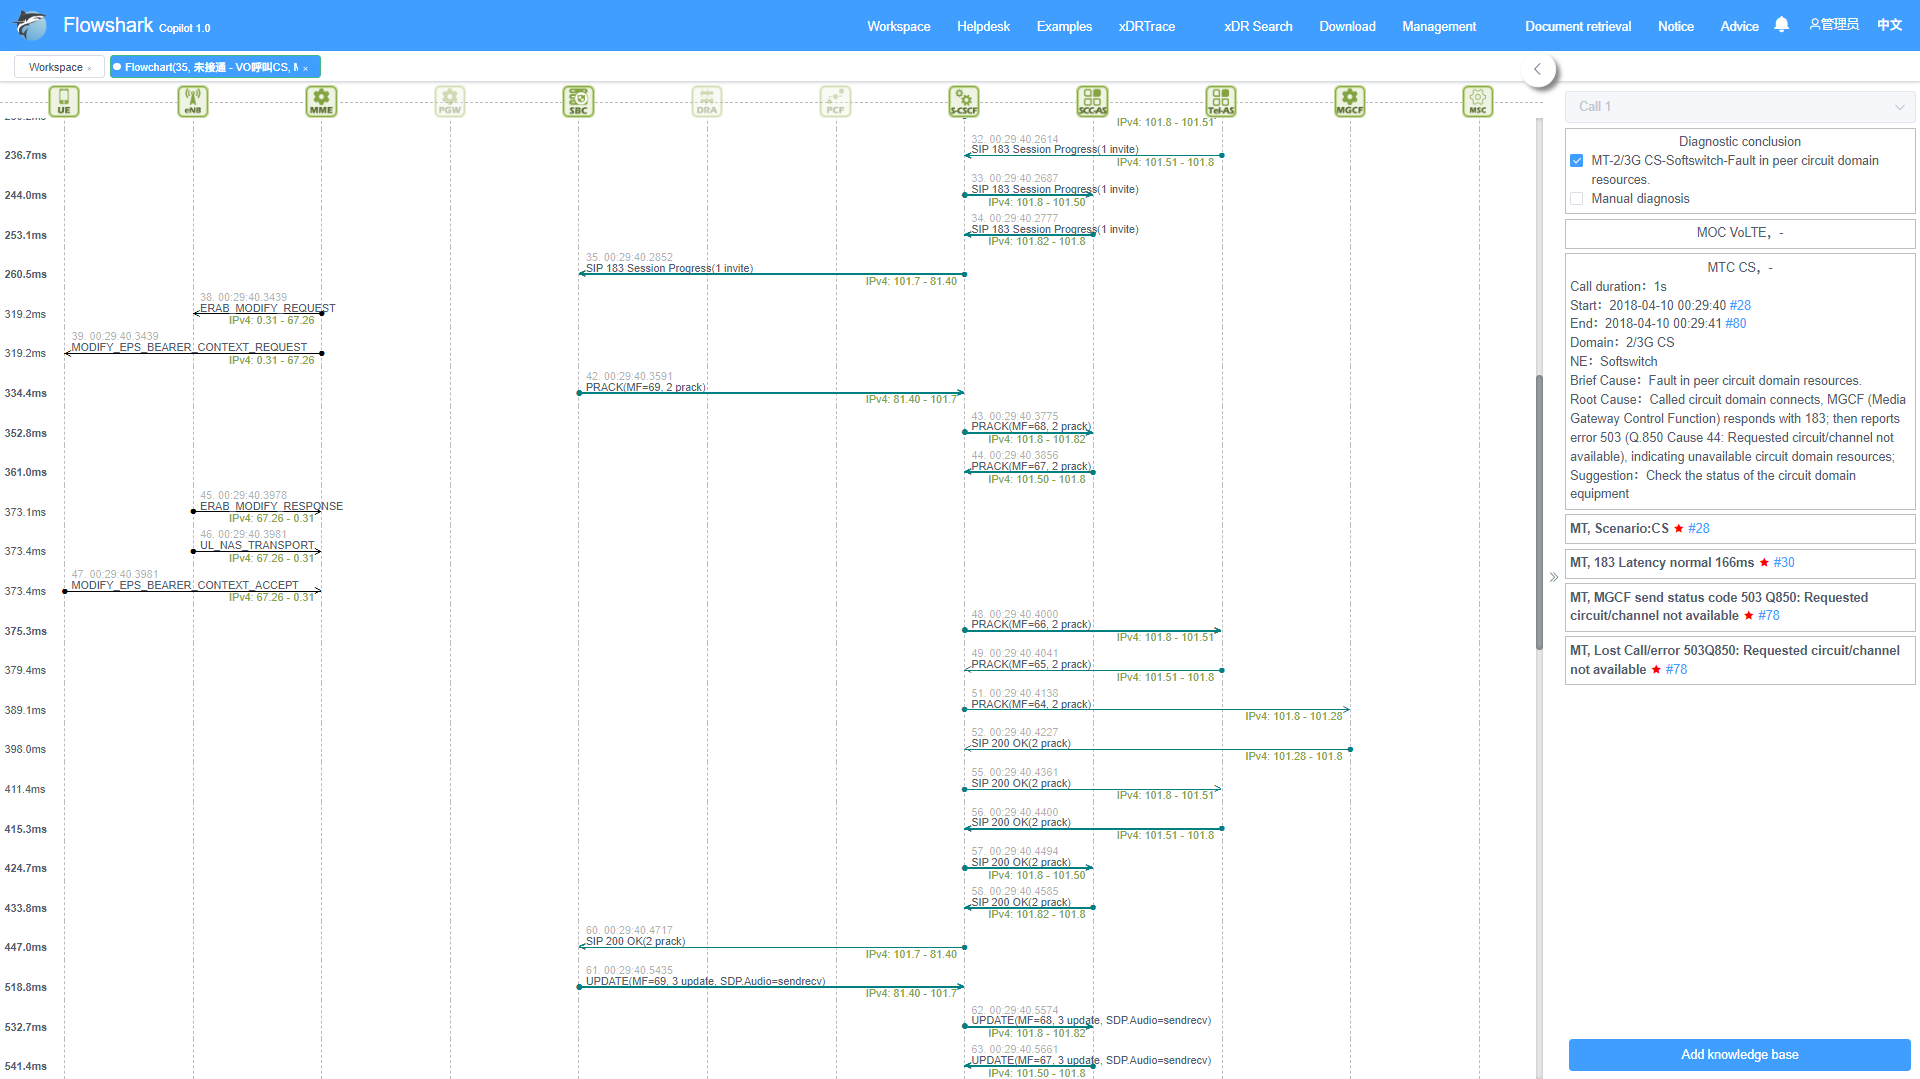 Flowshark Copilot 1.0
Workspace Helpdesk Examples xDRTrace xDR Search Download Management Document retrieval Notice Advice 管理员 中文
Workspace × Flowchart(35, 未接通 - VO呼叫CS, ×
UE eNB MME PGW SBC DRA PCF S-CSCF SCC-AS Tel-AS MGCF MSC
IPv4: 101.8 - 101.51
32. 00:29:40.2614
236.7ms SIP 183 Session Progress(1 invite)
IPv4: 101.51 - 101.8
33. 00:29:40.2687
244.0ms SIP 183 Session Progress(1 invite)
IPv4: 101.8 - 101.50
34. 00:29:40.2777
253.1ms SIP 183 Session Progress(1 invite)
IPv4: 101.82 - 101.8
35. 00:29:40.2852
260.5ms SIP 183 Session Progress(1 invite)
IPv4: 101.7 - 81.40
38. 00:29:40.3439
319.2ms ERAB_MODIFY_REQUEST
IPv4: 0.31 - 67.26
39. 00:29:40.3439
319.2ms MODIFY_EPS_BEARER_CONTEXT_REQUEST
IPv4: 0.31 - 67.26
42. 00:29:40.3591
334.4ms PRACK(MF=69, 2 prack)
IPv4: 81.40 - 101.7
43. 00:29:40.3775
352.8ms PRACK(MF=68, 2 prack)
IPv4: 101.8 - 101.82
44. 00:29:40.3856
361.0ms PRACK(MF=67, 2 prack)
IPv4: 101.50 - 101.8
45. 00:29:40.3978
373.1ms ERAB_MODIFY_RESPONSE
IPv4: 67.26 - 0.31
46. 00:29:40.3981
373.4ms UL_NAS_TRANSPORT
IPv4: 67.26 - 0.31
47. 00:29:40.3981
373.4ms MODIFY_EPS_BEARER_CONTEXT_ACCEPT
IPv4: 67.26 - 0.31
48. 00:29:40.4000
375.3ms PRACK(MF=66, 2 prack)
IPv4: 101.8 - 101.51
49. 00:29:40.4041
379.4ms PRACK(MF=65, 2 prack)
IPv4: 101.51 - 101.8
51. 00:29:40.4138
389.1ms PRACK(MF=64, 2 prack)
IPv4: 101.8 - 101.28
52. 00:29:40.4227
398.0ms SIP 200 OK(2 prack)
IPv4: 101.28 - 101.8
55. 00:29:40.4361
411.4ms SIP 200 OK(2 prack)
IPv4: 101.8 - 101.51
56. 00:29:40.4400
415.3ms SIP 200 OK(2 prack)
IPv4: 101.51 - 101.8
57. 00:29:40.4494
424.7ms SIP 200 OK(2 prack)
IPv4: 101.8 - 101.50
58. 00:29:40.4585
433.8ms SIP 200 OK(2 prack)
IPv4: 101.82 - 101.8
60. 00:29:40.4717
447.0ms SIP 200 OK(2 prack)
IPv4: 101.7 - 81.40
61. 00:29:40.5435
518.8ms UPDATE(MF=69, 3 update, SDP.Audio=sendrecv)
IPv4: 81.40 - 101.7
62. 00:29:40.5574
532.7ms UPDATE(MF=68, 3 update, SDP.Audio=sendrecv)
IPv4: 101.8 - 101.82
63. 00:29:40.5661
541.4ms UPDATE(MF=67, 3 update, SDP.Audio=sendrecv)
IPv4: 101.50 - 101.8
Call 1
Diagnostic conclusion
MT-2/3G CS-Softswitch-Fault in peer circuit domain
resources.
Manual diagnosis
MOC VoLTE，-
MTC CS，-
Call duration：1s
Start：2018-04-10 00:29:40 #28
End：2018-04-10 00:29:41 #80
Domain：2/3G CS
NE：Softswitch
Brief Cause：Fault in peer circuit domain resources.
Root Cause：Called circuit domain connects, MGCF (Media
Gateway Control Function) responds with 183; then reports
error 503 (Q.850 Cause 44: Requested circuit/channel not
available), indicating unavailable circuit domain resources;
Suggestion：Check the status of the circuit domain
equipment
MT, Scenario:CS ★ #28
MT, 183 Latency normal 166ms ★ #30
MT, MGCF send status code 503 Q850: Requested
circuit/channel not available ★ #78
MT, Lost Call/error 503Q850: Requested circuit/channel
not available ★ #78
Add knowledge base